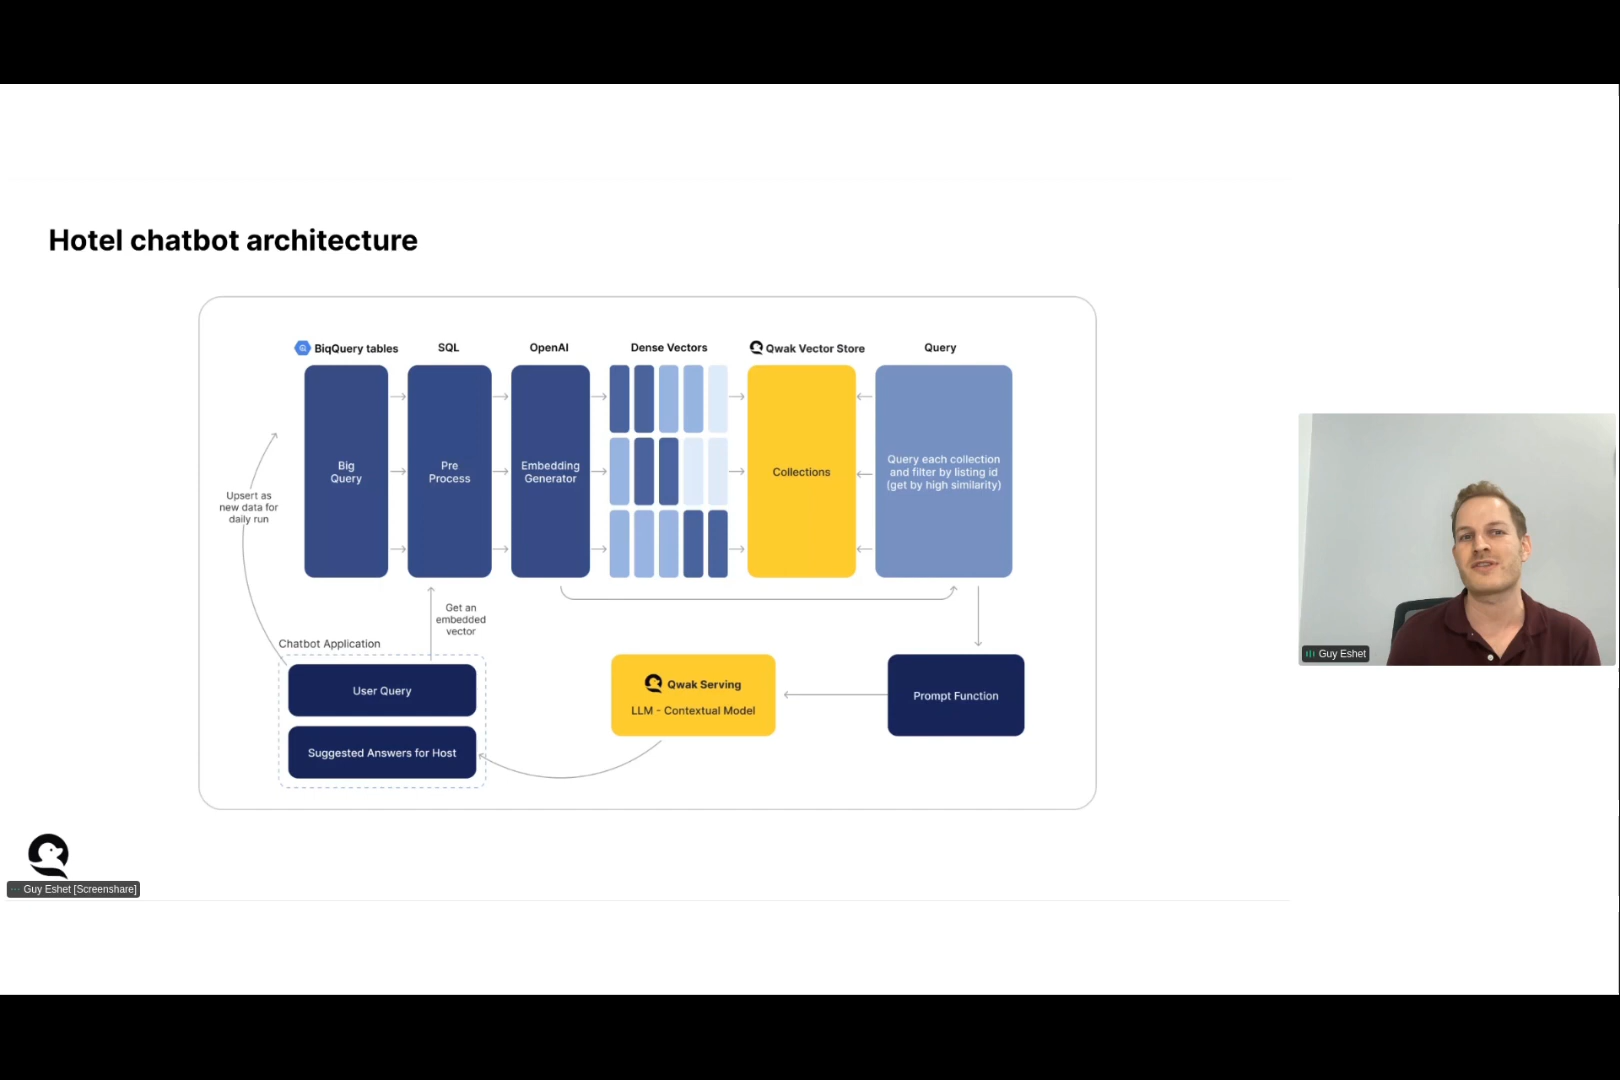 Hotel chatbot architecture
BiqQuery tables
SQL
OpenAI
Dense Vectors
Qwak Vector Store
Query
Big
Query
Pre
Process
Embedding
Generator
Collections
Query each collection
and filter by listing id
(get by high similarity)
Upsert as
new data for
daily run
Get an
embedded
vector
Chatbot Application
User Query
Suggested Answers for Host
Qwak Serving
LLM - Contextual Model
Prompt Function
Guy Eshet
Guy Eshet [Screenshare]